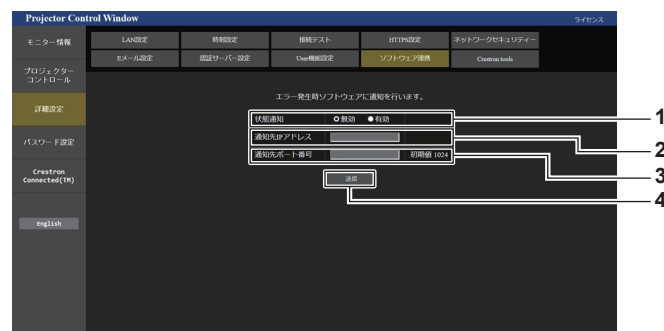 Projector Control Window
ライセンス
モニター情報
プロジェクター
コントロール
詳細設定
パスワード設定
Crestron
Connected(TM)
English
LAN設定
時刻設定
接続テスト
HTTPS設定
ネットワークセキュリティー
Eメール設定
認証サーバー設定
User機能設定
ソフトウェア連携
Crestron tools
エラー発生時ソフトウェアに通知を行います。
状態通知
無効
有効
通知先IPアドレス
通知先ポート番号
初期値 1024
送信
1
2
3
4